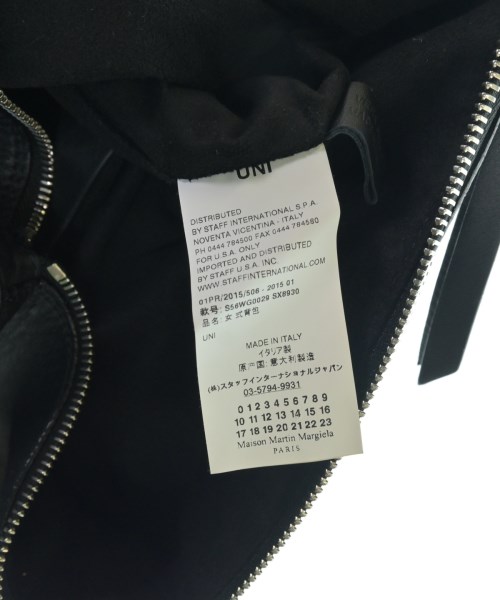 UNI
DISTRIBUTED
BY STAFF INTERNATIONAL S.P.A.
NOVENTA VICENTINA - ITALY
PH 0444 784500 FAX 0444 784580
FOR U.S.A. ONLY
IMPORTED AND DISTRIBUTED
BY STAFF U.S.A. INC.
WWW.STAFFINTERNATIONAL.COM
01PR/2015/S06 - 2015 01
款号: S56WG0029 SX8930
品名: 女式背包
UNI
MADE IN ITALY
イタリア製
原产国: 意大利製造
(株)スタッフインターナショナルジャパン
03-5794-9931
0 1 2 3 4 5 6 7 8 9
10 11 12 13 14 15 16
17 18 19 20 21 22 23
Maison Martin Margiela
PARIS